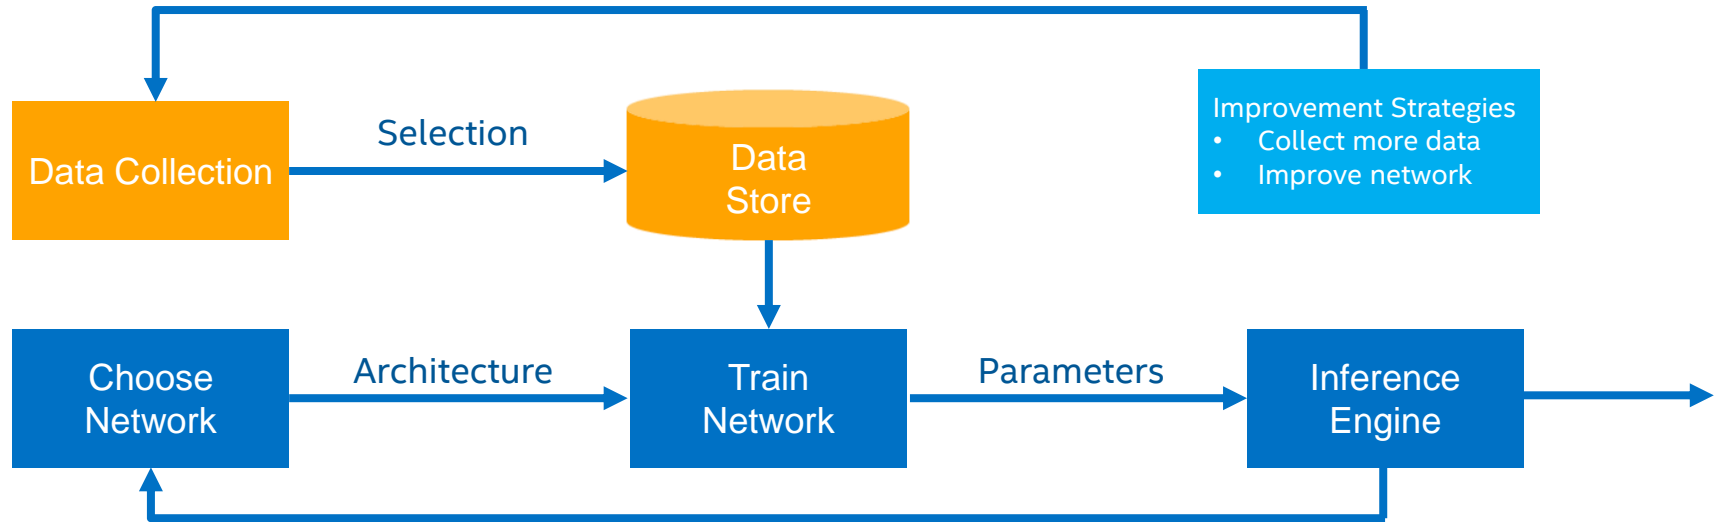 Improvement Strategies
• Collect more data
• Improve network
Data Collection
Selection
Data
Store
Choose
Network
Architecture
Train
Network
Parameters
Inference
Engine